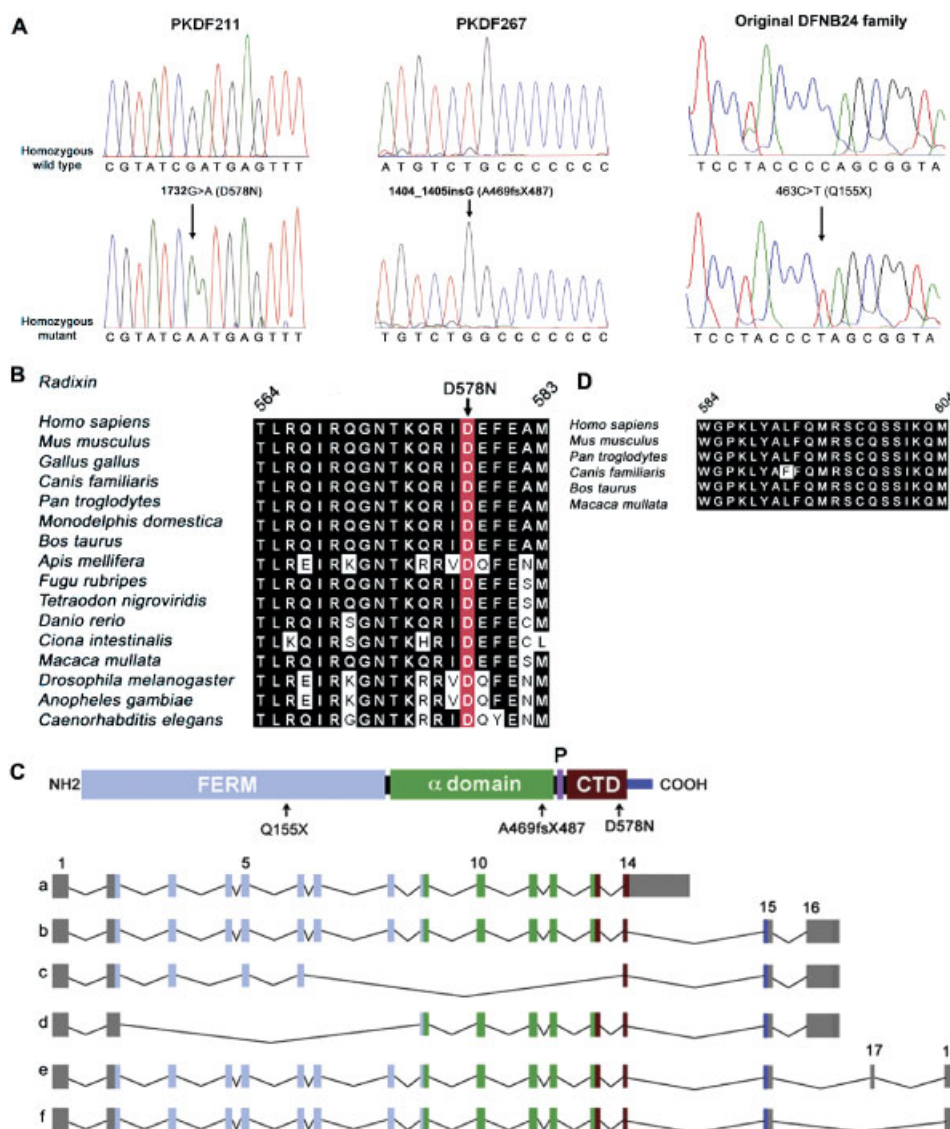 A
PKDF211
PKDF267
Original DFNB24 family
Homozygous
wild type
C G T A T C G A T G A G T T T
A T G T C T G C C C C C C C
T C C T A C C C C A G C G G T A
1732G>A (D578N)
1404_1405insG (A469fsX487)
463C>T (Q155X)
Homozygous
mutant
C G T A T C A A T G A G T T T
T G T C T G G C C C C C C C
T C C T A C C C T A G C G G T A
B
Radixin
564
D578N
583
Homo sapiens T L R Q I R Q G N T K Q R I D E F E A M
Mus musculus T L R Q I R Q G N T K Q R I D E F E A M
Gallus gallus T L R Q I R Q G N T K Q R I D E F E A M
Canis familiaris T L R Q I R Q G N T K Q R I D E F E A M
Pan troglodytes T L R Q I R Q G N T K Q R I D E F E A M
Monodelphis domestica T L R Q I R Q G N T K Q R I D E F E A M
Bos taurus T L R Q I R Q G N T K Q R I D E F E A M
Apis mellifera T L R E I R K G N T K R R V D Q F E N M
Fugu rubripes T L R Q I R Q G N T K Q R I D E F E S M
Tetraodon nigroviridis T L R Q I R Q G N T K Q R I D E F E S M
Danio rerio T L R Q I R S G N T K Q R I D E F E C M
Ciona intestinalis T L K Q I R S G N T K H R I D E F E C L
Macaca mullata T L R Q I R Q G N T K Q R I D E F E S M
Drosophila melanogaster T L R E I R K G N T K R R V D Q F E N M
Anopheles gambiae T L R E I R K G N T K R R V D Q F E N M
Caenorhabditis elegans T L R Q I R G G N T K R R I D Q Y E N M
D
584
604
Homo sapiens W G P K L Y A L F Q M R S C Q S S I K Q M
Mus musculus W G P K L Y A L F Q M R S C Q S S I K Q M
Pan troglodytes W G P K L Y A L F Q M R S C Q S S I K Q M
Canis familiaris W G P K L Y A F F Q M R S C Q S S I K Q M
Bos taurus W G P K L Y A L F Q M R S C Q S S I K Q M
Macaca mullata W G P K L Y A L F Q M R S C Q S S I K Q M
C
P
NH2 FERM α domain CTD COOH
Q155X
A469fsX487
D578N
1 5 10 14
a
15 16
b
c
d
17 1
e
f